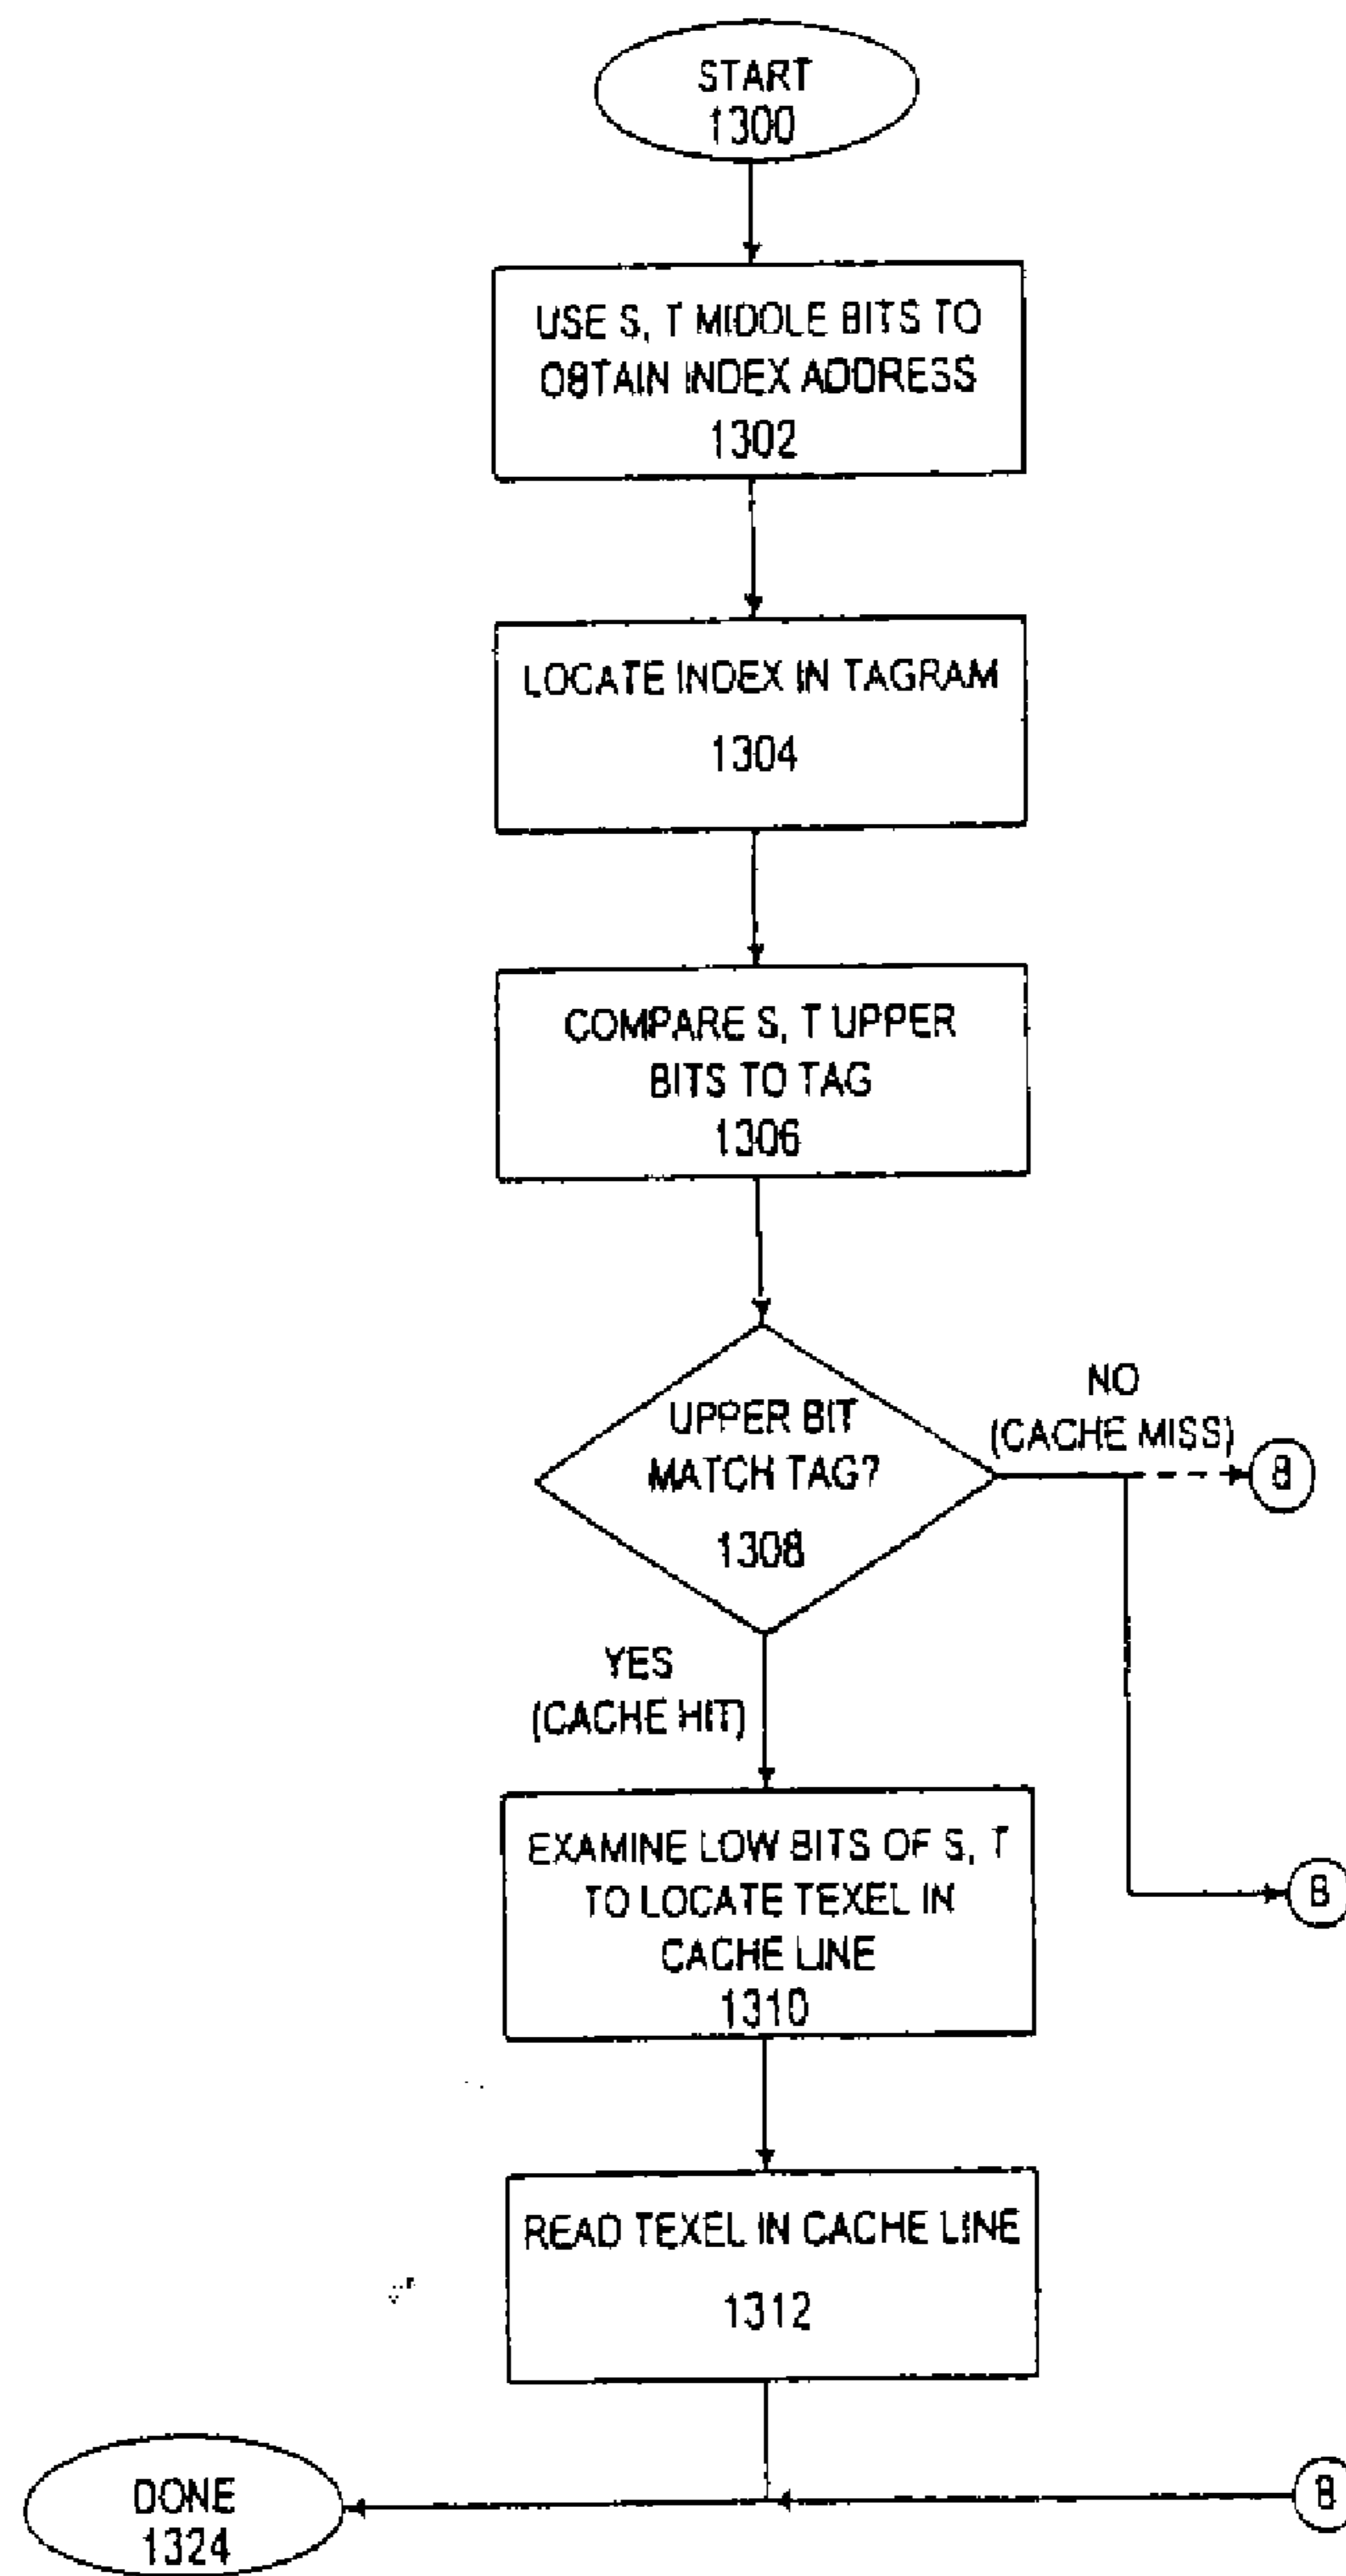 START
1300
USE S, T MIDDLE BITS TO
OBTAIN INDEX ADDRESS
1302
LOCATE INDEX IN TAGRAM
1304
COMPARE S, T UPPER
BITS TO TAG
1306
UPPER BIT
MATCH TAG?
1308
NO
(CACHE MISS)
B
YES
(CACHE HIT)
EXAMINE LOW BITS OF S, T
TO LOCATE TEXEL IN
CACHE LINE
1310
B
READ TEXEL IN CACHE LINE
1312
B
DONE
1324